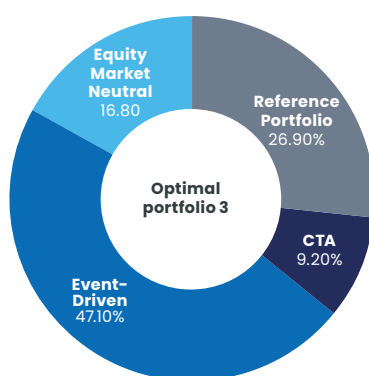 Equity
Market
Neutral
16.80
Reference
Portfolio
26.90%
Optimal
portfolio 3
CTA
9.20%
Event-
Driven
47.10%